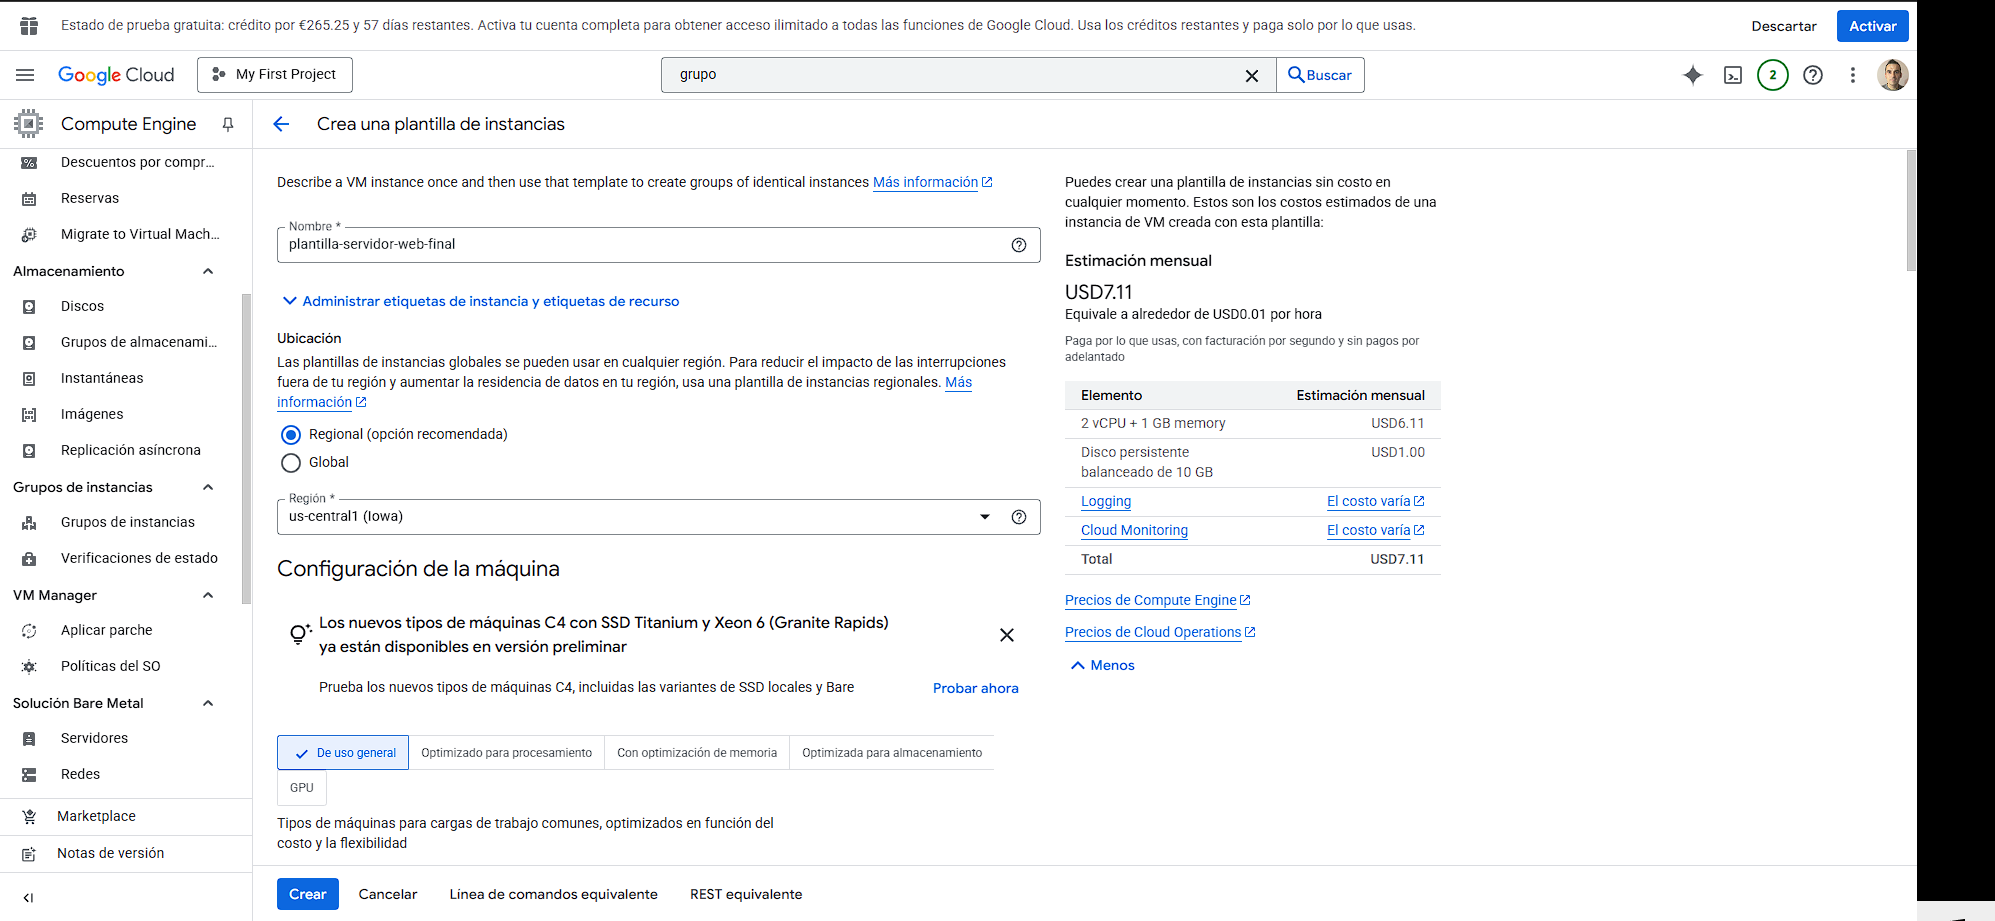 Estado de prueba gratuita: crédito por €265.25 y 57 días restantes. Activa tu cuenta completa para obtener acceso ilimitado a todas las funciones de Google Cloud. Usa los créditos restantes y paga solo por lo que usas.
Descartar
Activar
Google Cloud
My First Project
grupo
Buscar
2
Compute Engine
Descuentos por compr...
Reservas
Migrate to Virtual Mach...
Almacenamiento
Discos
Grupos de almacenami...
Instantáneas
Imágenes
Replicación asíncrona
Grupos de instancias
Grupos de instancias
Verificaciones de estado
VM Manager
Aplicar parche
Políticas del SO
Solución Bare Metal
Servidores
Redes
Marketplace
Notas de versión
Crea una plantilla de instancias
Describe a VM instance once and then use that template to create groups of identical instances Más información
Nombre *
plantilla-servidor-web-final
Administrar etiquetas de instancia y etiquetas de recurso
Ubicación
Las plantillas de instancias globales se pueden usar en cualquier región. Para reducir el impacto de las interrupciones
fuera de tu región y aumentar la residencia de datos en tu región, usa una plantilla de instancias regionales. Más
información
Regional (opción recomendada)
Global
Región *
us-central1 (Iowa)
Configuración de la máquina
Los nuevos tipos de máquinas C4 con SSD Titanium y Xeon 6 (Granite Rapids)
ya están disponibles en versión preliminar
Prueba los nuevos tipos de máquinas C4, incluidas las variantes de SSD locales y Bare
Probar ahora
De uso general
Optimizado para procesamiento
Con optimización de memoria
Optimizada para almacenamiento
GPU
Tipos de máquinas para cargas de trabajo comunes, optimizados en función del
costo y la flexibilidad
Crear
Cancelar
Línea de comandos equivalente
REST equivalente
Puedes crear una plantilla de instancias sin costo en
cualquier momento. Estos son los costos estimados de una
instancia de VM creada con esta plantilla:
Estimación mensual
USD7.11
Equivale a alrededor de USD0.01 por hora
Paga por lo que usas, con facturación por segundo y sin pagos por
adelantado
Elemento Estimación mensual
2 vCPU + 1 GB memory USD6.11
Disco persistente USD1.00
balanceado de 10 GB
Logging El costo varía
Cloud Monitoring El costo varía
Total USD7.11
Precios de Compute Engine
Precios de Cloud Operations
Menos